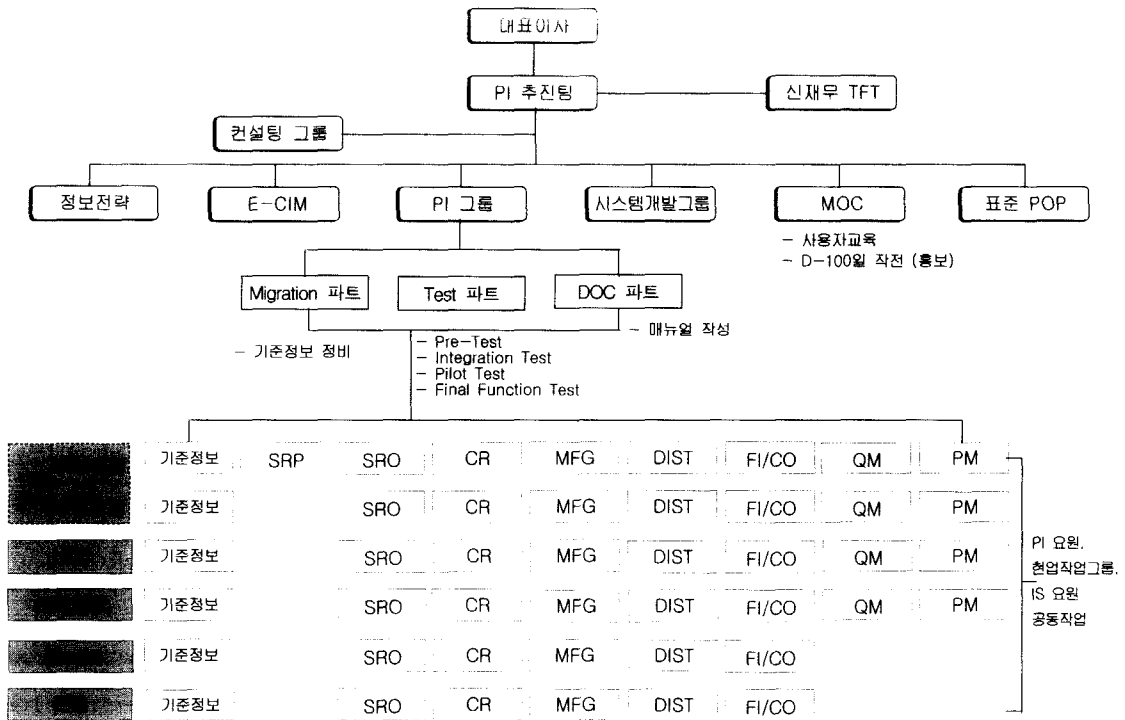 대표이사
PI 추진팅
신재무 TFT
컨설팅 그룹
정보전략
E-CIM
PI 그룹
시스템개발그룹
MOC
표준 POP
- 사용자교육
- D-100일 작전 (홍보)
Migration 파트
Test 파트
DOC 파트
- 기준정보 정비
- Pre-Test
- Integration Test
- Pilot Test
- Final Function Test
- 매뉴얼 작성
기준정보 SRP SRO CR MFG DIST FI/CO QM PM
기준정보 SRO CR MFG DIST FI/CO QM PM
기준정보 SRO CR MFG DIST FI/CO QM PM
기준정보 SRO CR MFG DIST FI/CO QM PM
기준정보 SRO CR MFG DIST FI/CO
기준정보 SRO CR MFG DIST FI/CO
PI 요원,
현업작업그룹,
IS 요원
공동작업